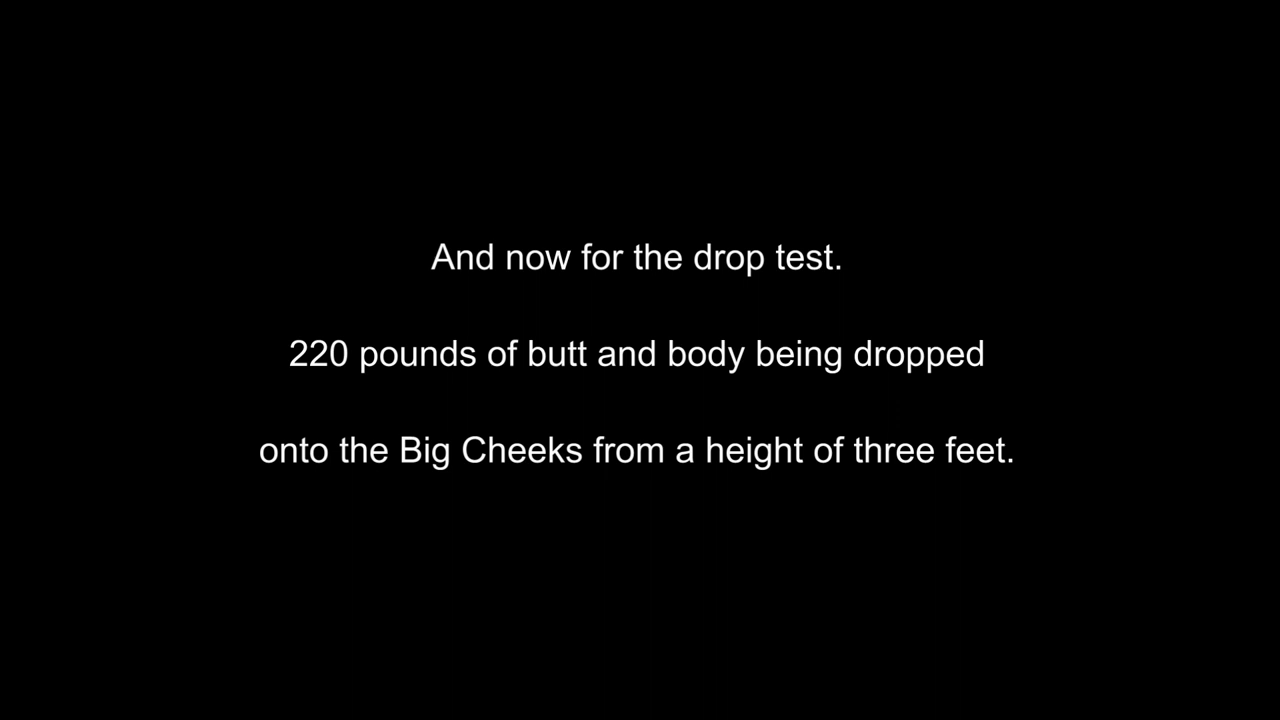 And now for the drop test.
220 pounds of butt and body being dropped
onto the Big Cheeks from a height of three feet.